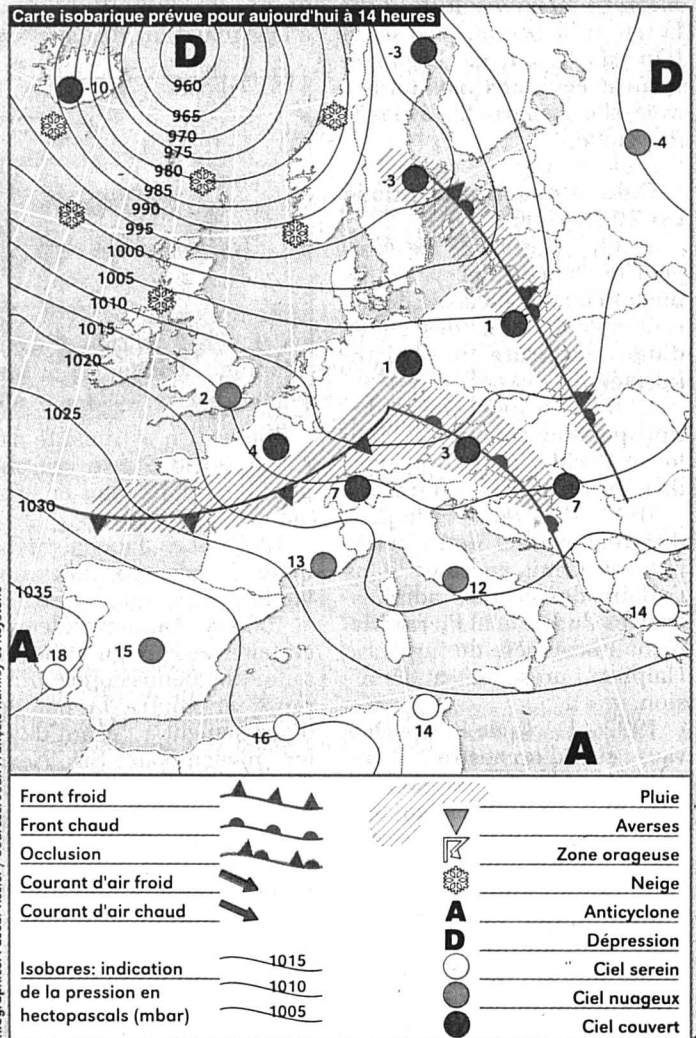 Carte isobarique prévue pour aujourd'hui à 14 heures
D
D
-3
-10
-4
960
965
970
975
980
985
990
995
1000
1005
1010
1015
1020
1025
1030
1035
-3
1
1
2
4
3
7
7
13
12
14
A
18
15
16
14
A
Front froid
Front chaud
Occlusion
Courant d'air froid
Courant d'air chaud
Isobares: indication
de la pression en
hectopascals (mbar)
1015
1010
1005
Pluie
Averses
Zone orageuse
Neige
A Anticyclone
D Dépression
Ciel serein
Ciel nuageux
Ciel couvert